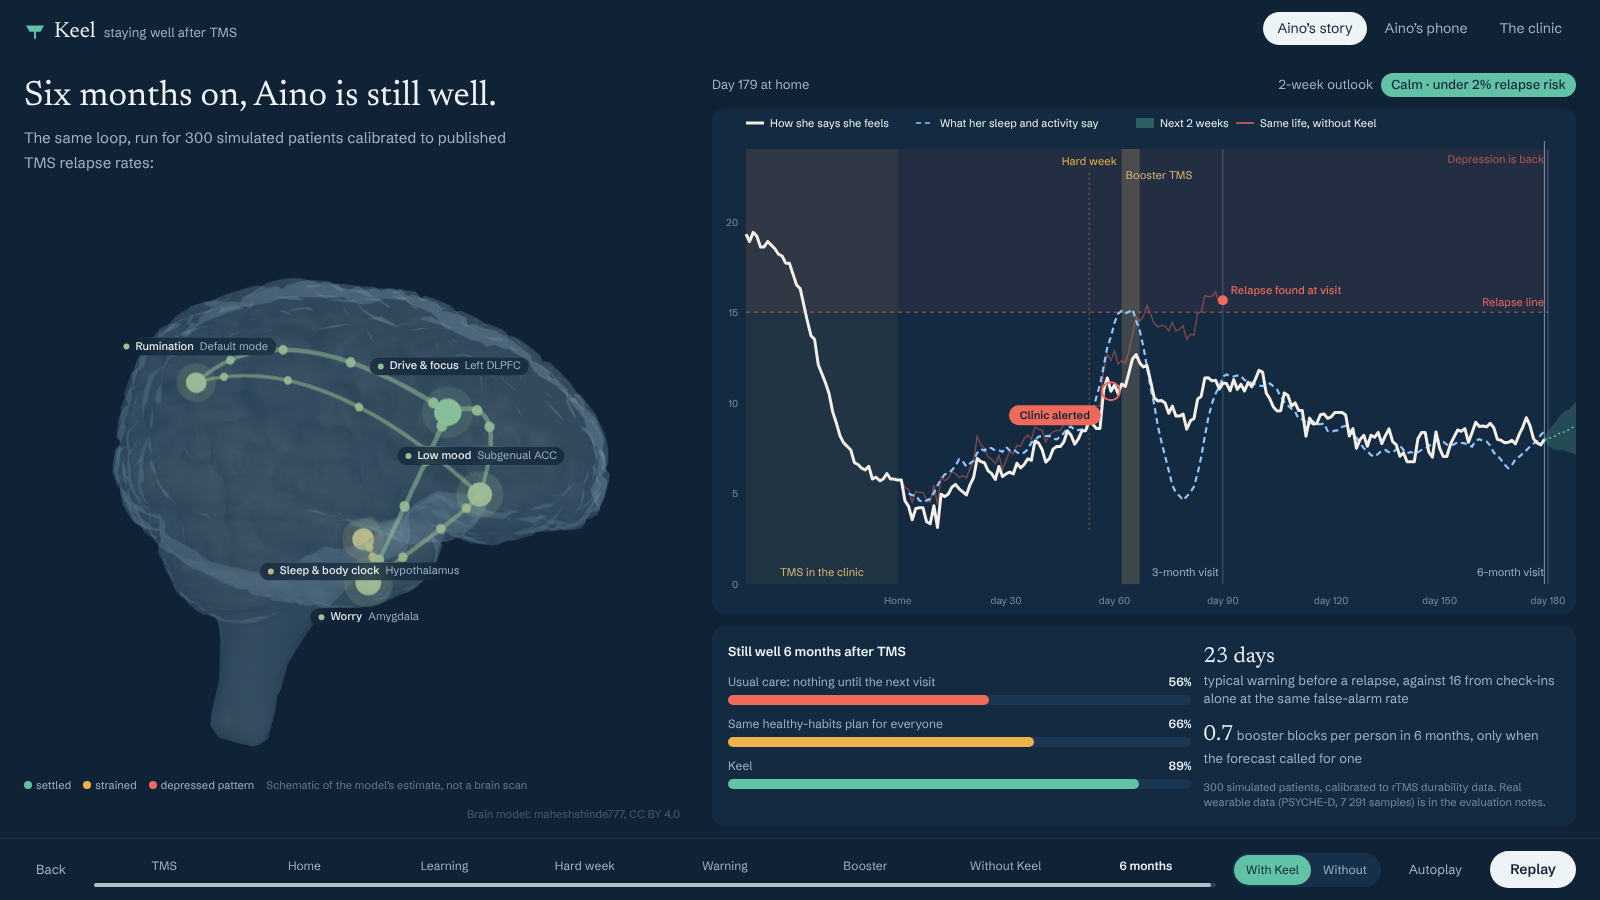 Keel staying well after TMS
Aino's story
Aino's phone
The clinic
Six months on, Aino is still well.
The same loop, run for 300 simulated patients calibrated to published
TMS relapse rates:
Rumination Default mode
Drive & focus Left DLPFC
Low mood Subgenual ACC
Sleep & body clock Hypothalamus
Worry Amygdala
settled
strained
depressed pattern
Schematic of the model's estimate, not a brain scan
Brain model: maheshshinde777, CC BY 4.0
Day 179 at home
2-week outlook
Calm · under 2% relapse risk
How she says she feels
What her sleep and activity say
Next 2 weeks
Same life, without Keel
Hard week
Booster TMS
Depression is back
20
15
10
5
0
Relapse found at visit
Relapse line
Clinic alerted
TMS in the clinic
3-month visit
6-month visit
Home
day 30
day 60
day 90
day 120
day 150
day 180
Still well 6 months after TMS
Usual care: nothing until the next visit 56%
Same healthy-habits plan for everyone 66%
Keel 89%
23 days
typical warning before a relapse, against 16 from check-ins
alone at the same false-alarm rate
0.7 booster blocks per person in 6 months, only when
the forecast called for one
300 simulated patients, calibrated to rTMS durability data. Real
wearable data (PSYCHE-D, 7 291 samples) is in the evaluation notes.
Back
TMS
Home
Learning
Hard week
Warning
Booster
Without Keel
6 months
With Keel
Without
Autoplay
Replay